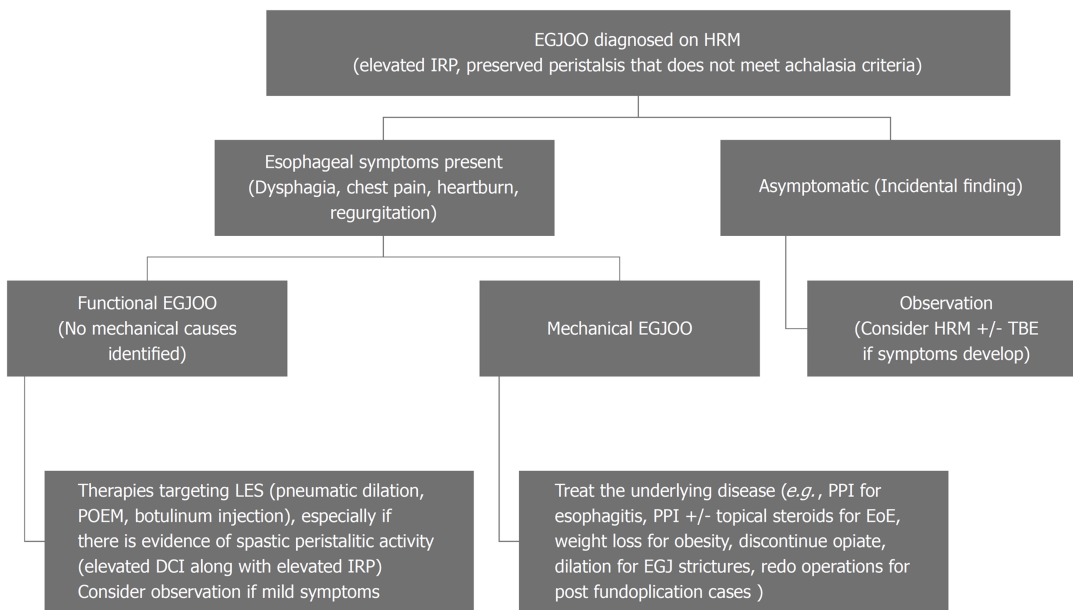 EGJOO diagnosed on HRM
(elevated IRP, preserved peristalsis that does not meet achalasia criteria)
Esophageal symptoms present
(Dysphagia, chest pain, heartburn,
regurgitation)
Asymptomatic (Incidental finding)
Functional EGJOO
(No mechanical causes
identified)
Mechanical EGJOO
Observation
(Consider HRM +/- TBE
if symptoms develop)
Therapies targeting LES (pneumatic dilation,
POEM, botulinum injection), especially if
there is evidence of spastic peristalitic activity
(elevated DCI along with elevated IRP)
Consider observation if mild symptoms
Treat the underlying disease (e.g., PPI for
esophagitis, PPI +/- topical steroids for EoE,
weight loss for obesity, discontinue opiate,
dilation for EGJ strictures, redo operations for
post fundoplication cases )